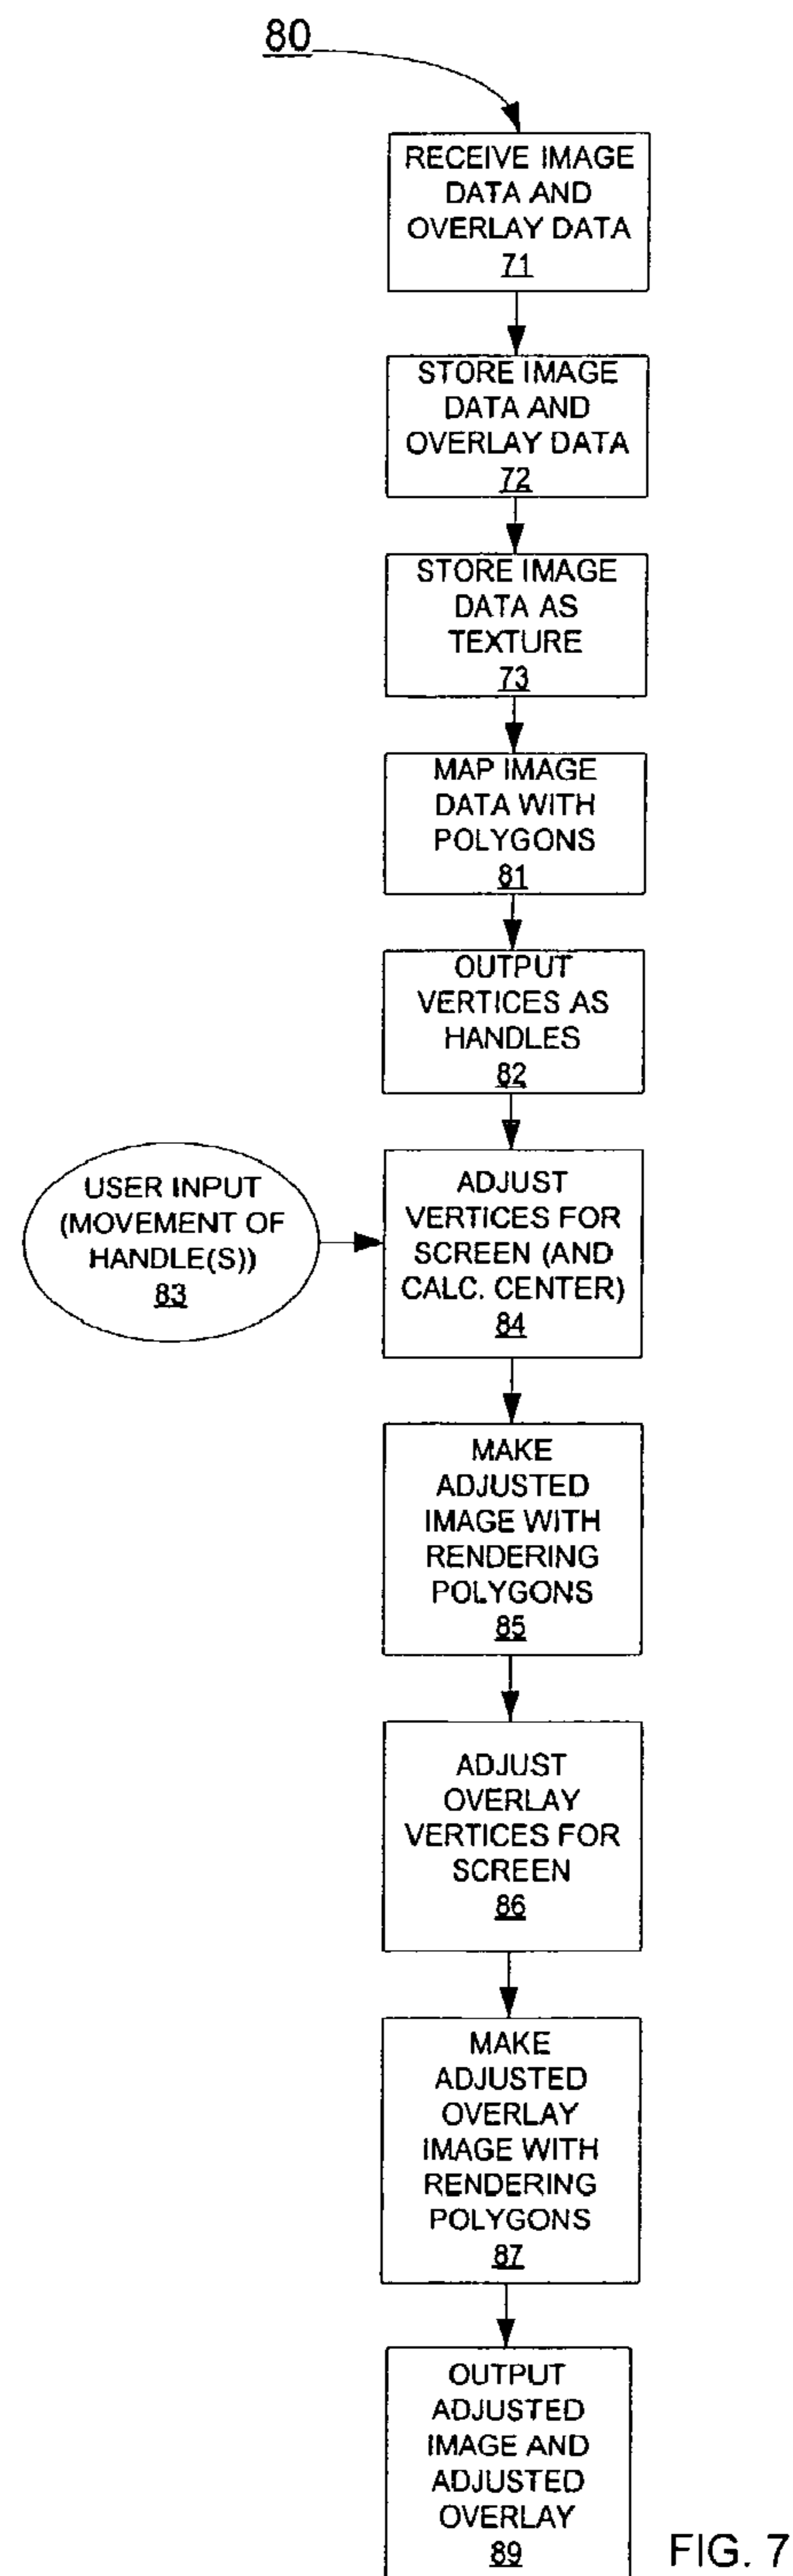 80
RECEIVE IMAGE
DATA AND
OVERLAY DATA
71
STORE IMAGE
DATA AND
OVERLAY DATA
72
STORE IMAGE
DATA AS
TEXTURE
73
MAP IMAGE
DATA WITH
POLYGONS
81
OUTPUT
VERTICES AS
HANDLES
82
USER INPUT
(MOVEMENT OF
HANDLE(S))
83
ADJUST
VERTICES FOR
SCREEN (AND
CALC. CENTER)
84
MAKE
ADJUSTED
IMAGE WITH
RENDERING
POLYGONS
85
ADJUST
OVERLAY
VERTICES FOR
SCREEN
86
MAKE
ADJUSTED
OVERLAY
IMAGE WITH
RENDERING
POLYGONS
87
OUTPUT
ADJUSTED
IMAGE AND
ADJUSTED
OVERLAY
89
FIG. 7